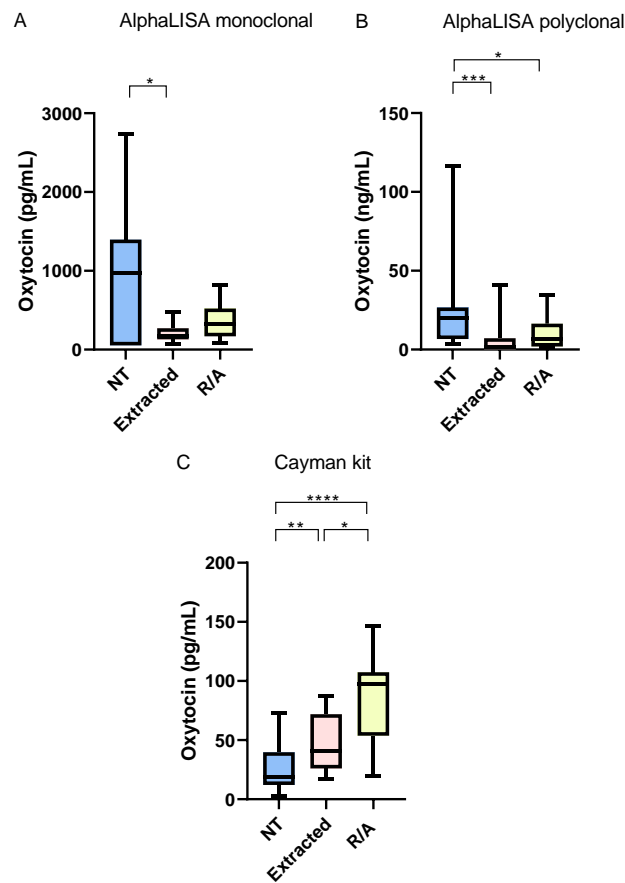 A AlphaLISA monoclonal
*
Oxytocin (pg/mL)
3000
2000
1000
0
NT
Extracted
R/A
B AlphaLISA polyclonal
*
***
Oxytocin (ng/mL)
150
100
50
0
NT
Extracted
R/A
C Cayman kit
****
** *
Oxytocin (pg/mL)
200
150
100
50
0
NT
Extracted
R/A